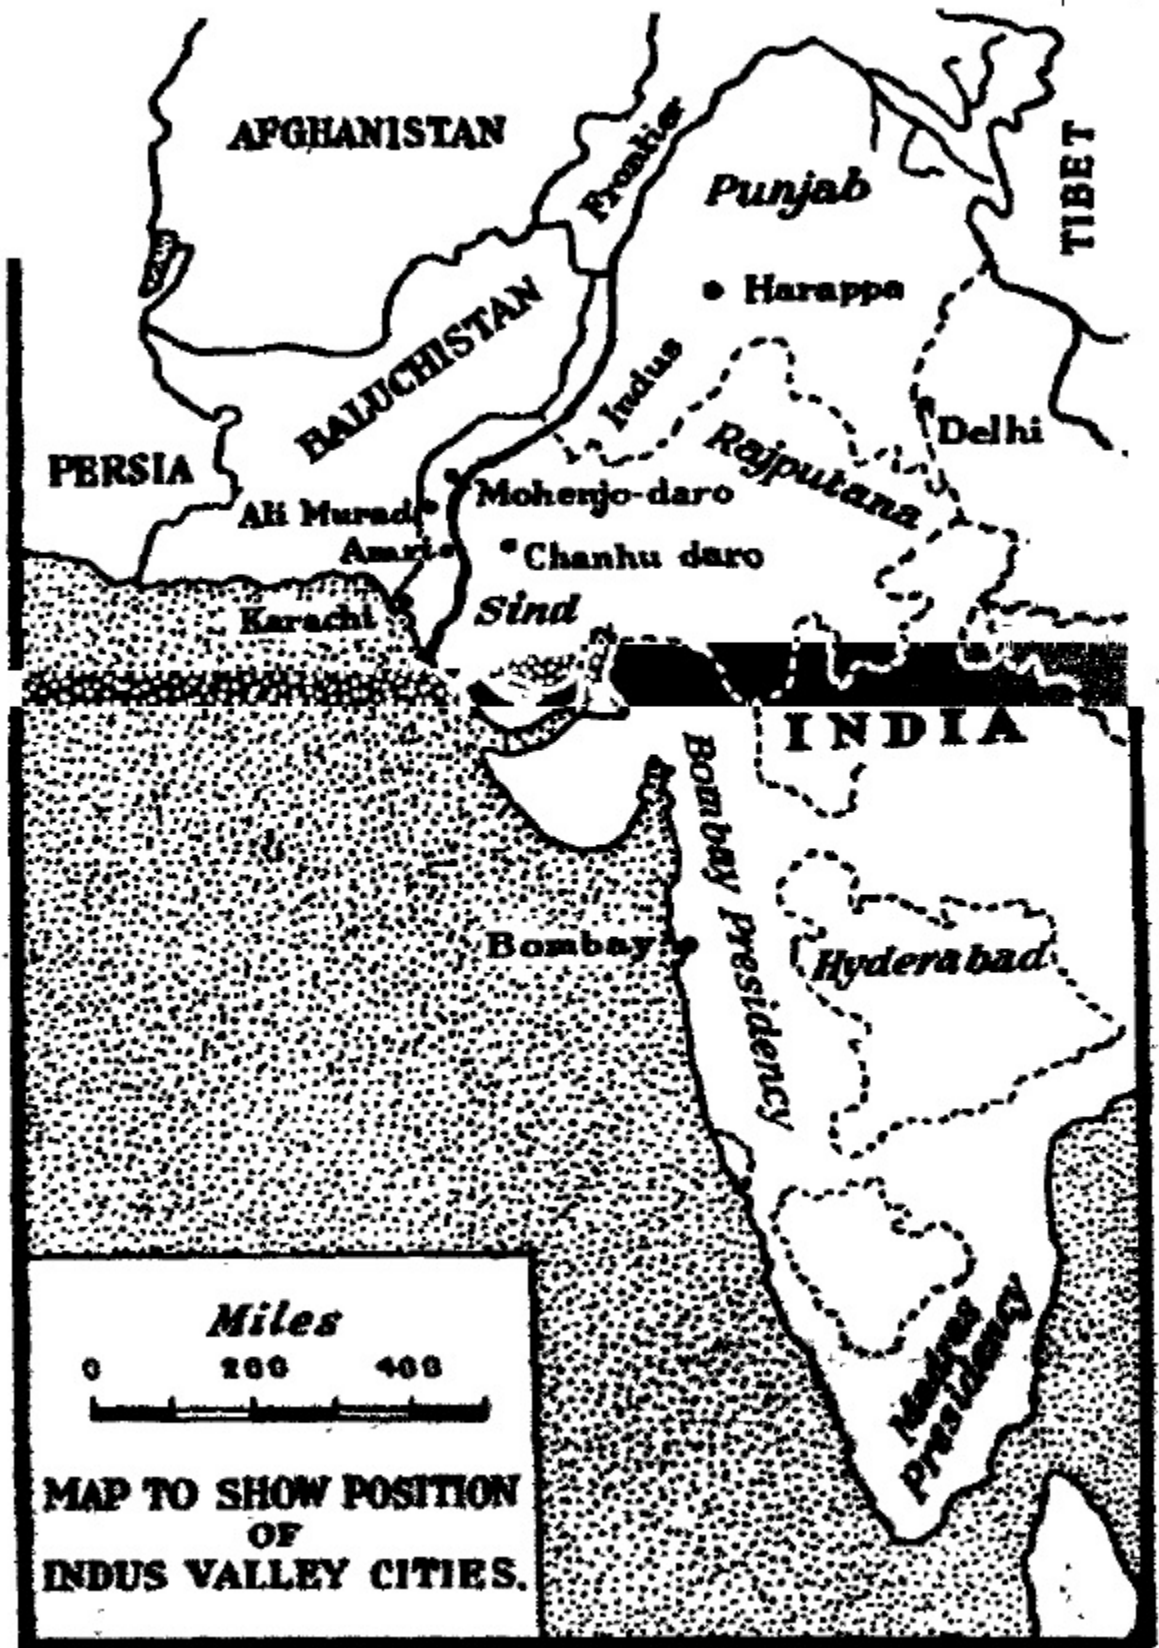 AFGHANISTAN
Frontier
Punjab
TIBET
Harappa
BALUCHISTAN
Indus
Delhi
Rajputana
PERSIA
Mohenjo-daro
Ali Murad
Amri
Chanhu daro
Sind
Karachi
INDIA
Bombay Presidency
Bombay
Hyderabad
Madras
Presidency
Miles
0 200 400
MAP TO SHOW POSITION
OF
INDUS VALLEY CITIES.